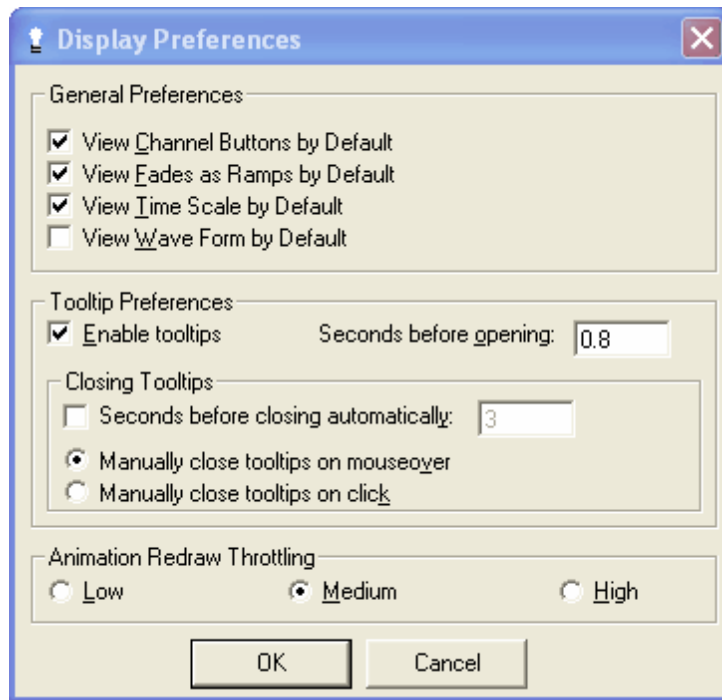 Display Preferences
General Preferences
View Channel Buttons by Default
View Fades as Ramps by Default
View Time Scale by Default
View Wave Form by Default
Tooltip Preferences
Enable tooltips Seconds before opening: 0.8
Closing Tooltips
Seconds before closing automatically: 3
Manually close tooltips on mouseover
Manually close tooltips on click
Animation Redraw Throttling
Low Medium High
OK Cancel